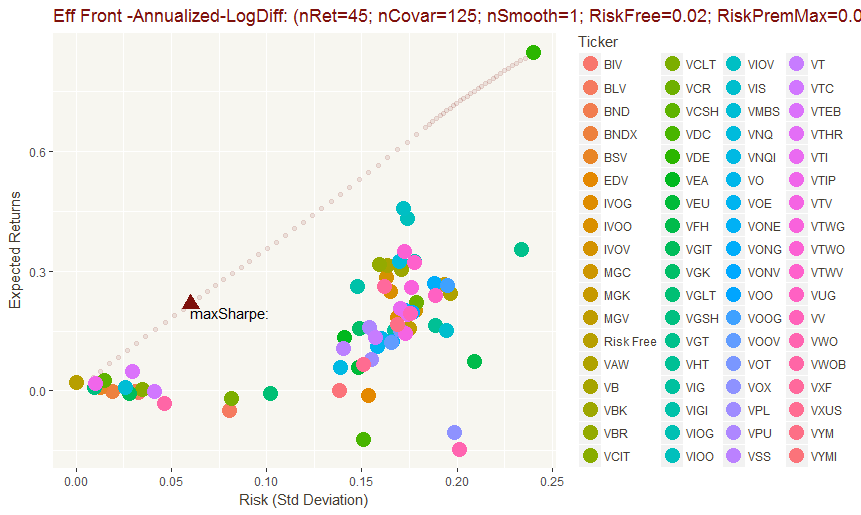 Eff Front -Annualized-LogDiff: (nRet=45; nCovar=125; nSmooth=1; RiskFree=0.02; RiskPremMax=0.0
Expected Returns
0.6
0.3
0.0
maxSharpe:
0.00 0.05 0.10 0.15 0.20 0.25
Risk (Std Deviation)
Ticker
BIV VCLT VIOV VT
BLV VCR VIS VTC
BND VCSH VMBS VTEB
BNDX VDC VNQ VTHR
BSV VDE VNQI VTI
EDV VEA VO VTIP
IVOG VEU VOE VTV
IVOO VFH VONE VTWG
IVOV VGIT VONG VTWO
MGC VGK VONV VTWV
MGK VGLT VOO VUG
MGV VGSH VOOG VV
Risk Free VGT VOOV VWO
VAW VHT VOT VWOB
VB VIG VOX VXF
VBK VIGI VPL VXUS
VBR VIOG VPU VYM
VCIT VIOO VSS VYMI